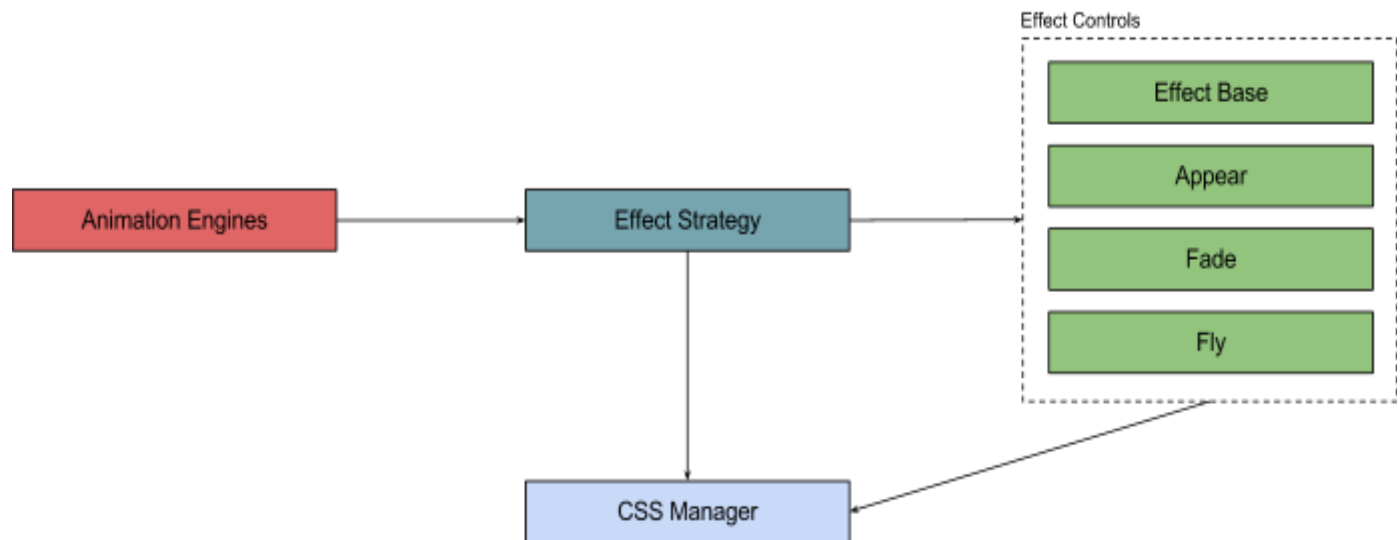 Effect Controls
Effect Base
Appear
Animation Engines
Effect Strategy
Fade
Fly
CSS Manager